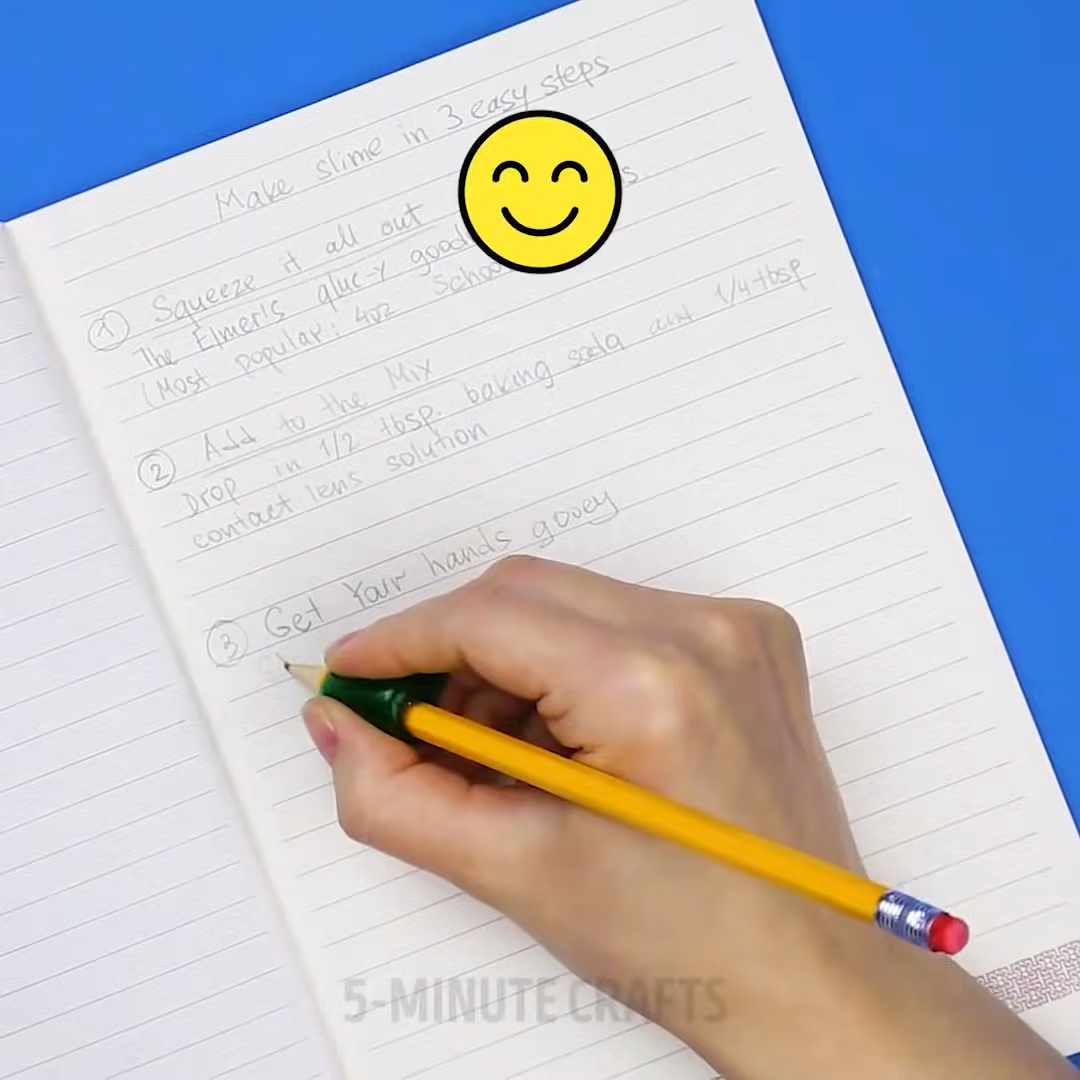 Make slime in 3 easy steps
1 Squeeze it all out
The Elmer's glue-y good
(Most popular: 4oz School
2 Add to the Mix
Drop in 1/2 tbsp. baking soda and 1/4 tbsp
contact lens solution
3 Get Your hands gooey
5-MINUTE CRAFTS